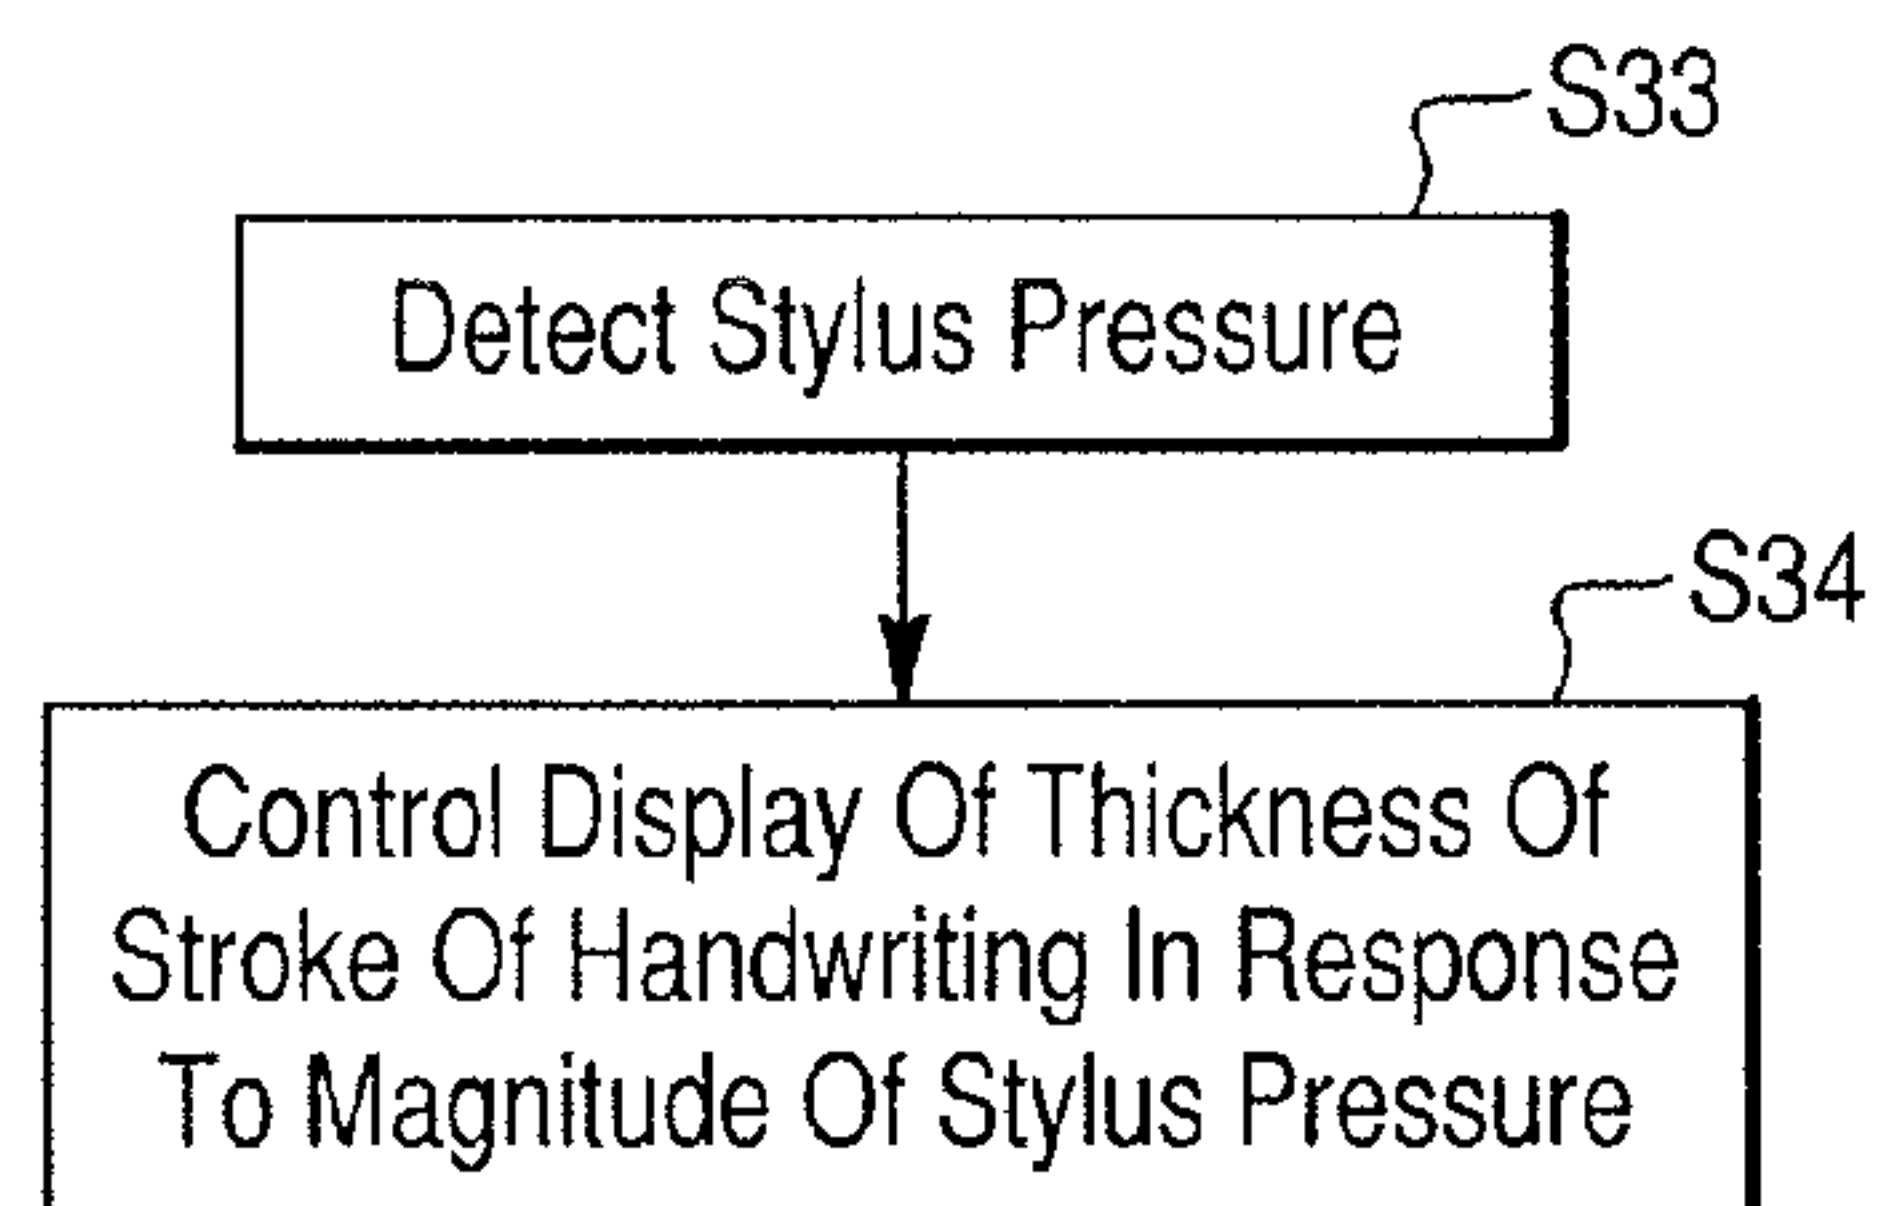 S33
Detect Stylus Pressure
S34
Control Display Of Thickness Of
Stroke Of Handwriting In Response
To Magnitude Of Stylus Pressure